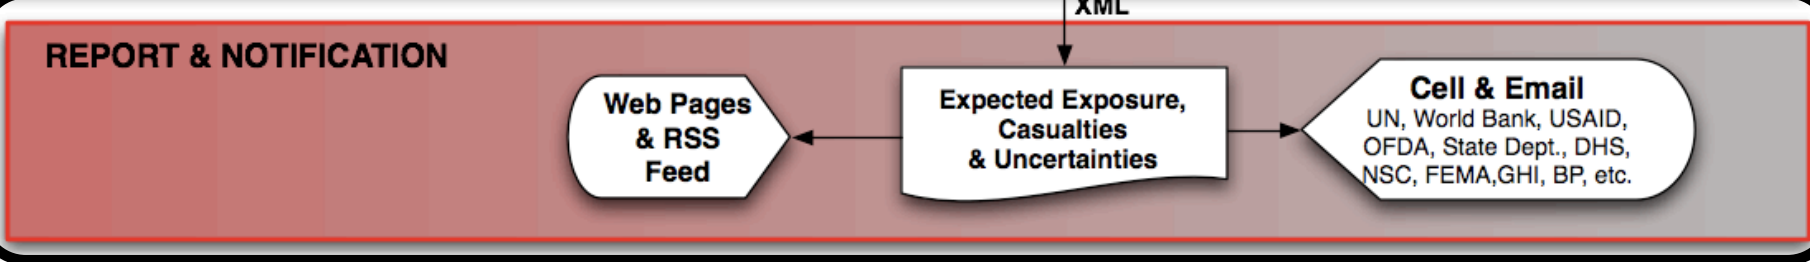 XML
REPORT & NOTIFICATION
Web Pages
& RSS
Feed
Expected Exposure,
Casualties
& Uncertainties
Cell & Email
UN, World Bank, USAID,
OFDA, State Dept., DHS,
NSC, FEMA,GHI, BP, etc.